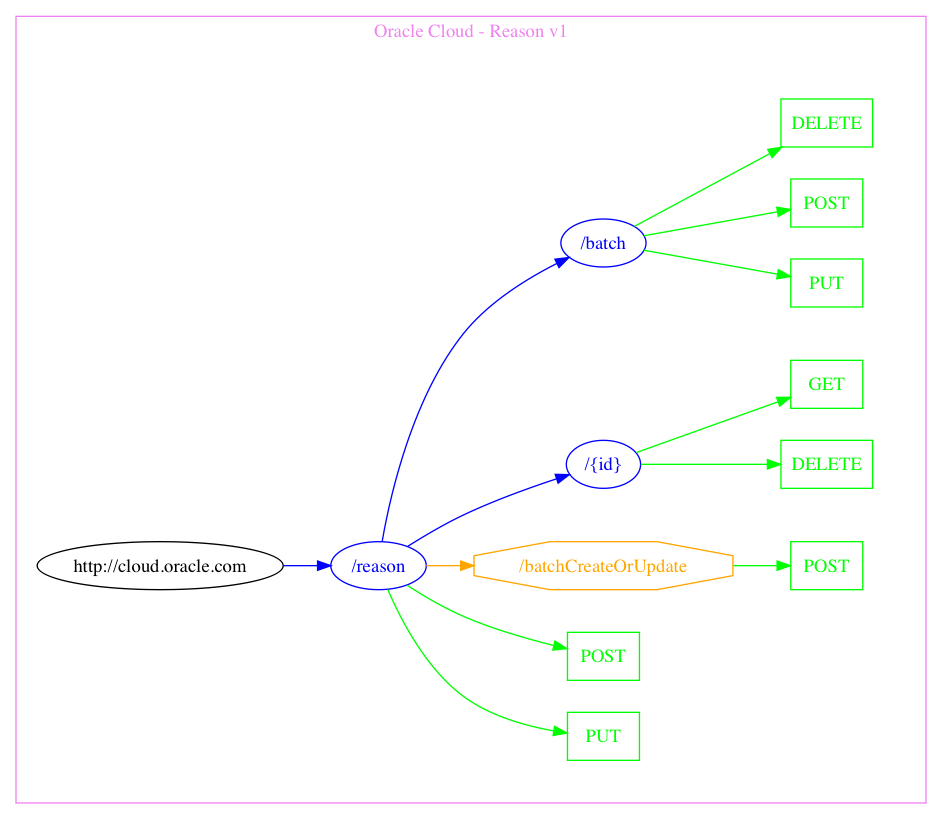 Oracle Cloud - Reason v1
DELETE
POST
/batch
PUT
GET
/{id}
DELETE
http://cloud.oracle.com
/reason
/batchCreateOrUpdate
POST
POST
PUT